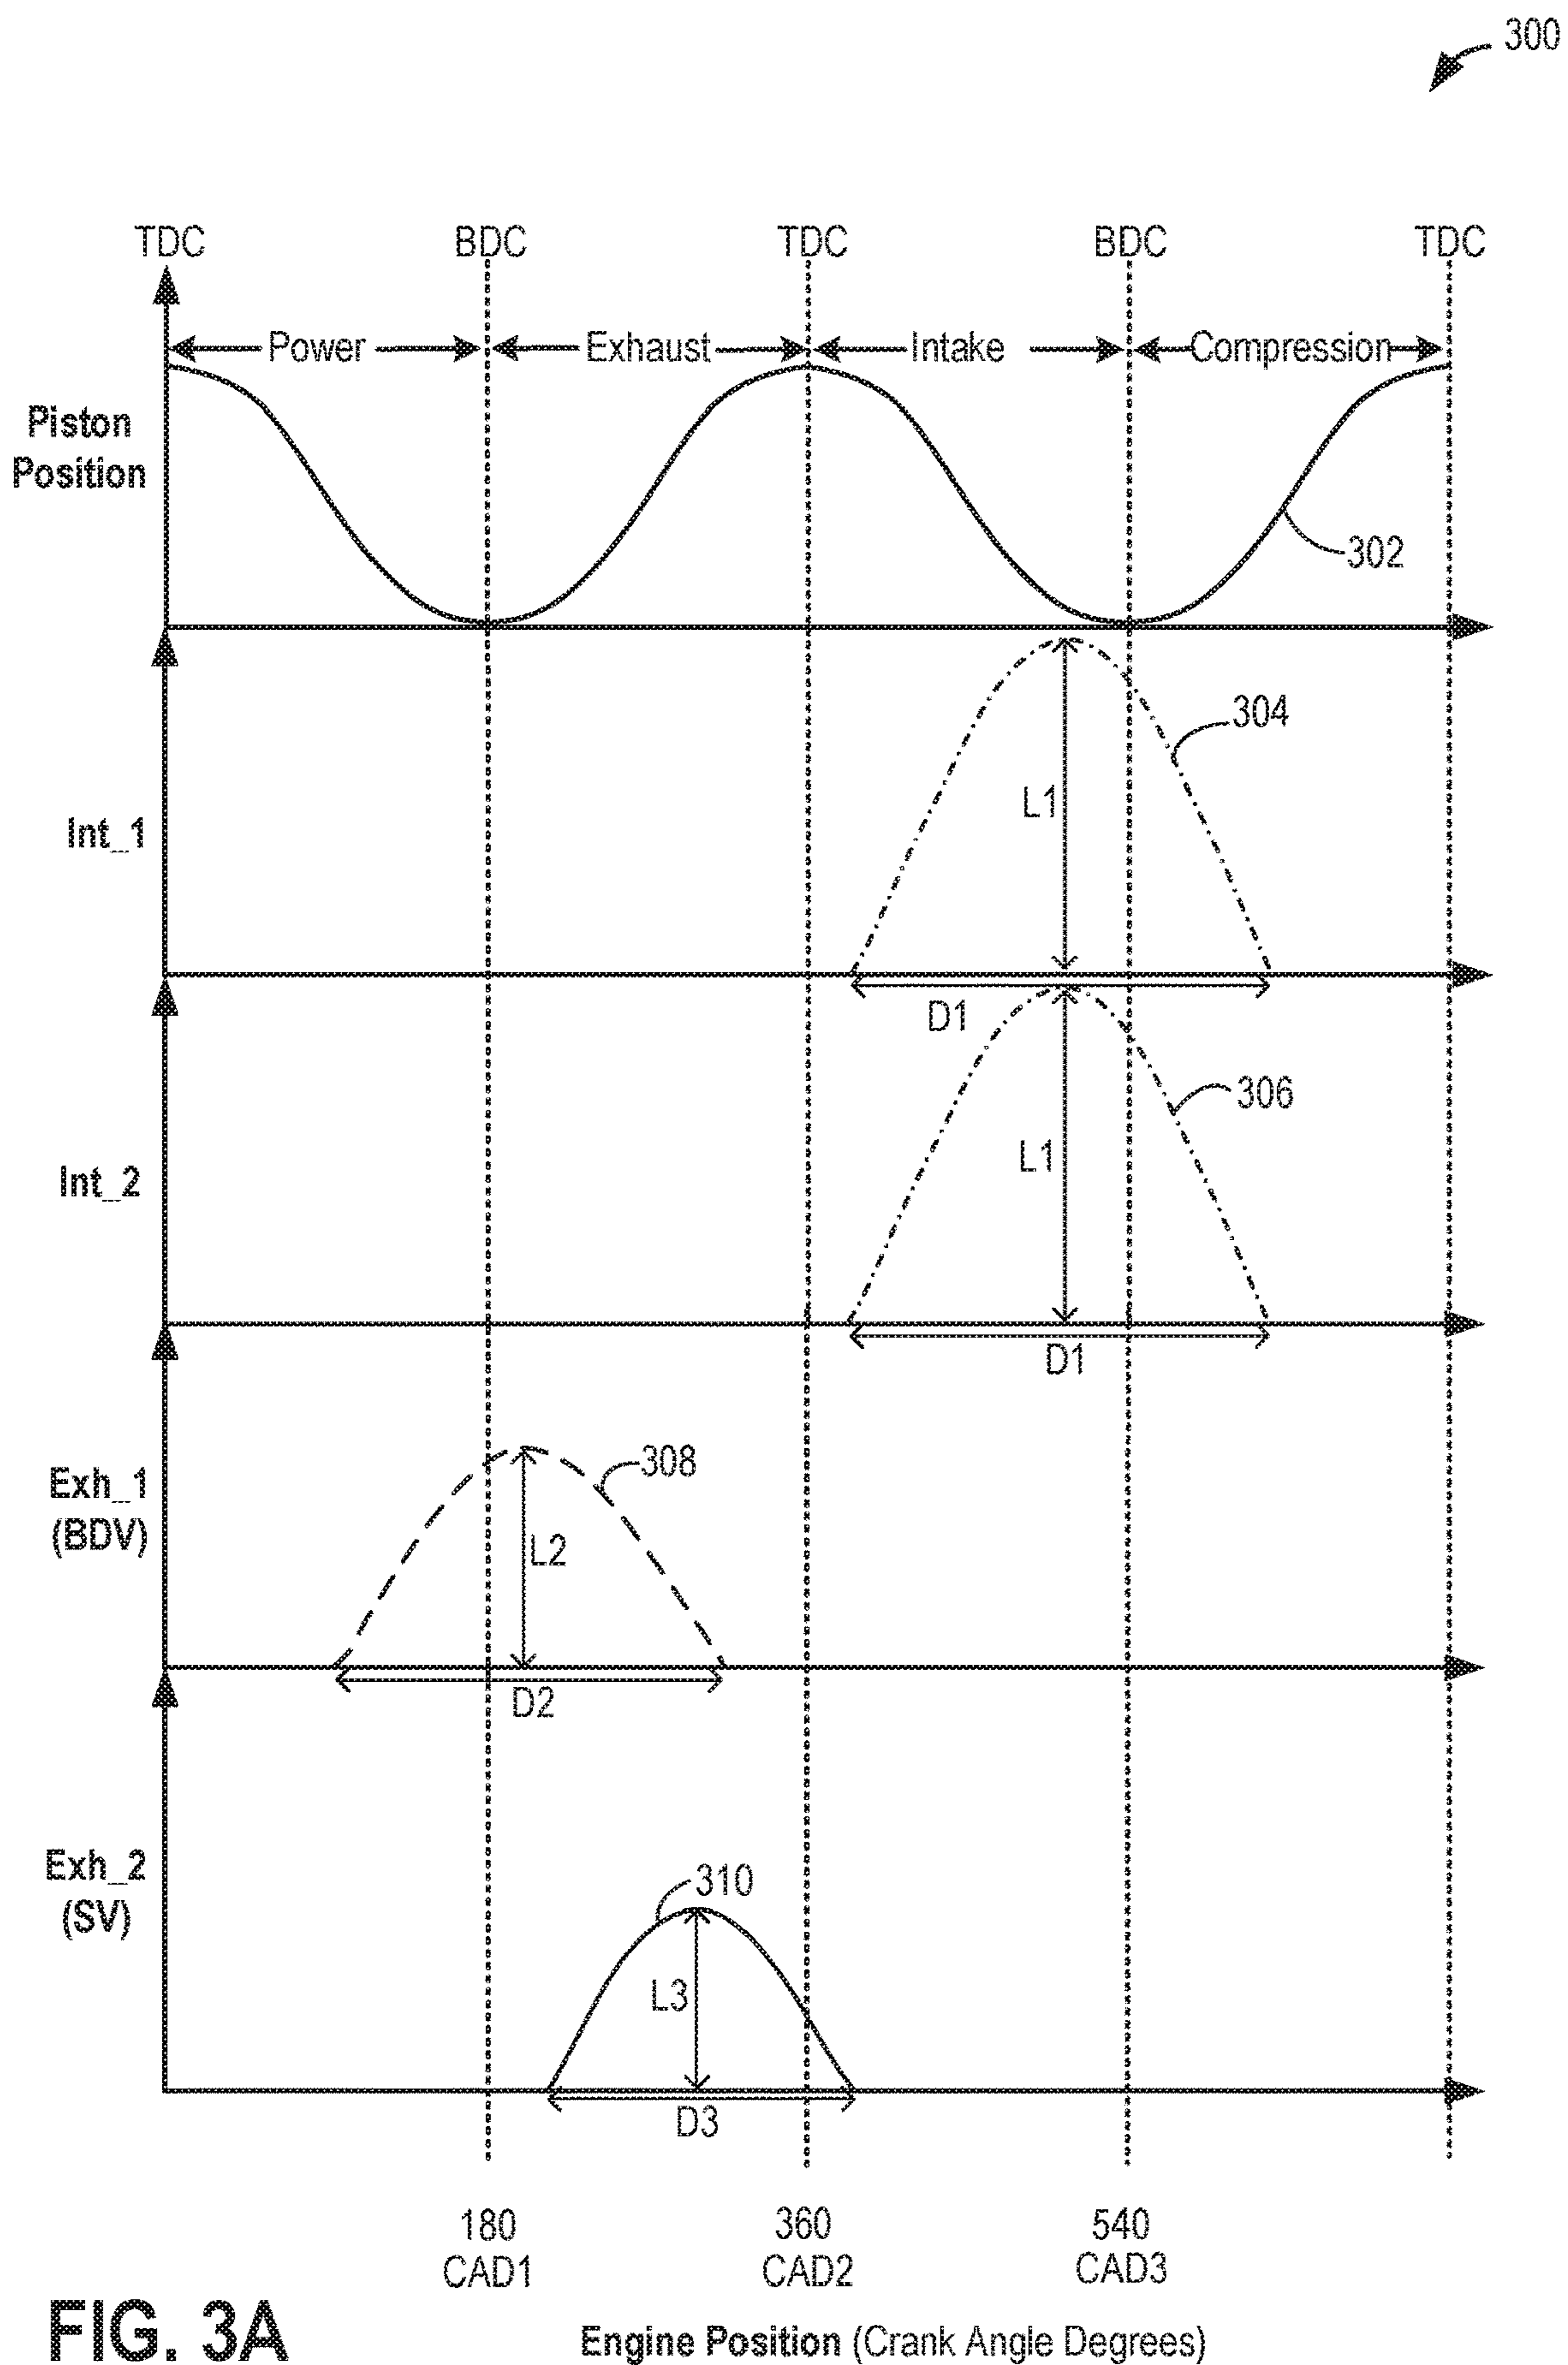 300
TDC BDC TDC BDC TDC
Power Exhaust Intake Compression
Piston
Position
302
304
L1
Int_1
D1
306
L1
Int_2
D1
308
Exh_1
(BDV)
L2
D2
310
Exh_2
(SV)
L3
D3
180 360 540
CAD1 CAD2 CAD3
FIG. 3A
Engine Position (Crank Angle Degrees)